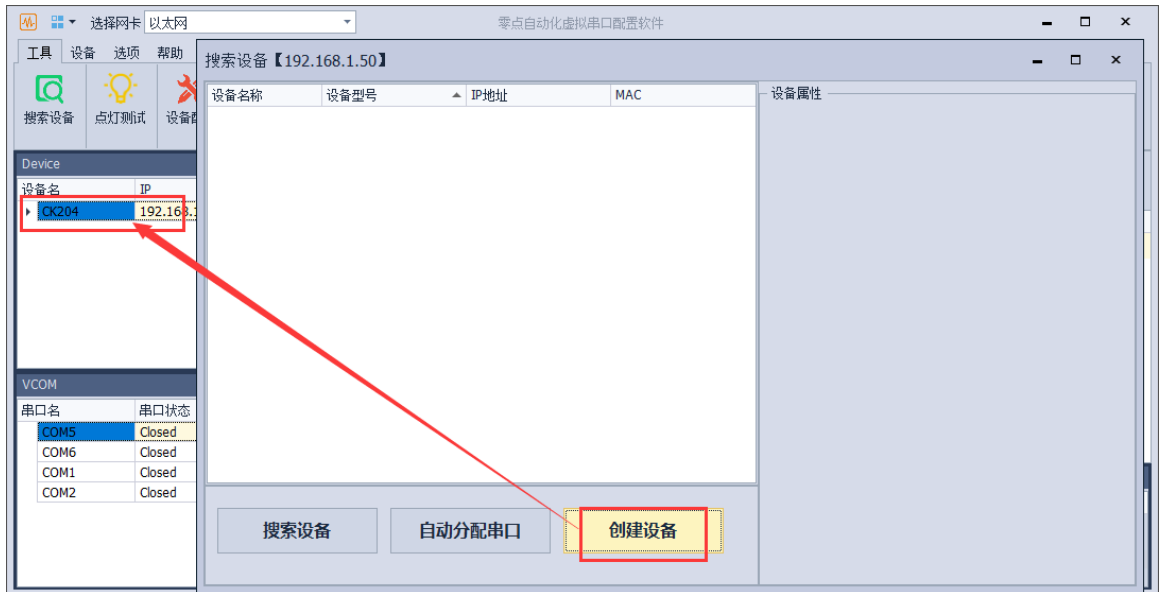 选择网卡 以太网 零点自动化虚拟串口配置软件
工具 设备 选项 帮助
搜索设备【192.168.1.50】
设备名称 设备型号 IP地址 MAC 设备属性
搜索设备 点灯测试 设备
Device
设备名 IP
CK204 192.168.1
VCOM
串口名 串口状态
COM5 Closed
COM6 Closed
COM1 Closed
COM2 Closed
搜索设备 自动分配串口 创建设备